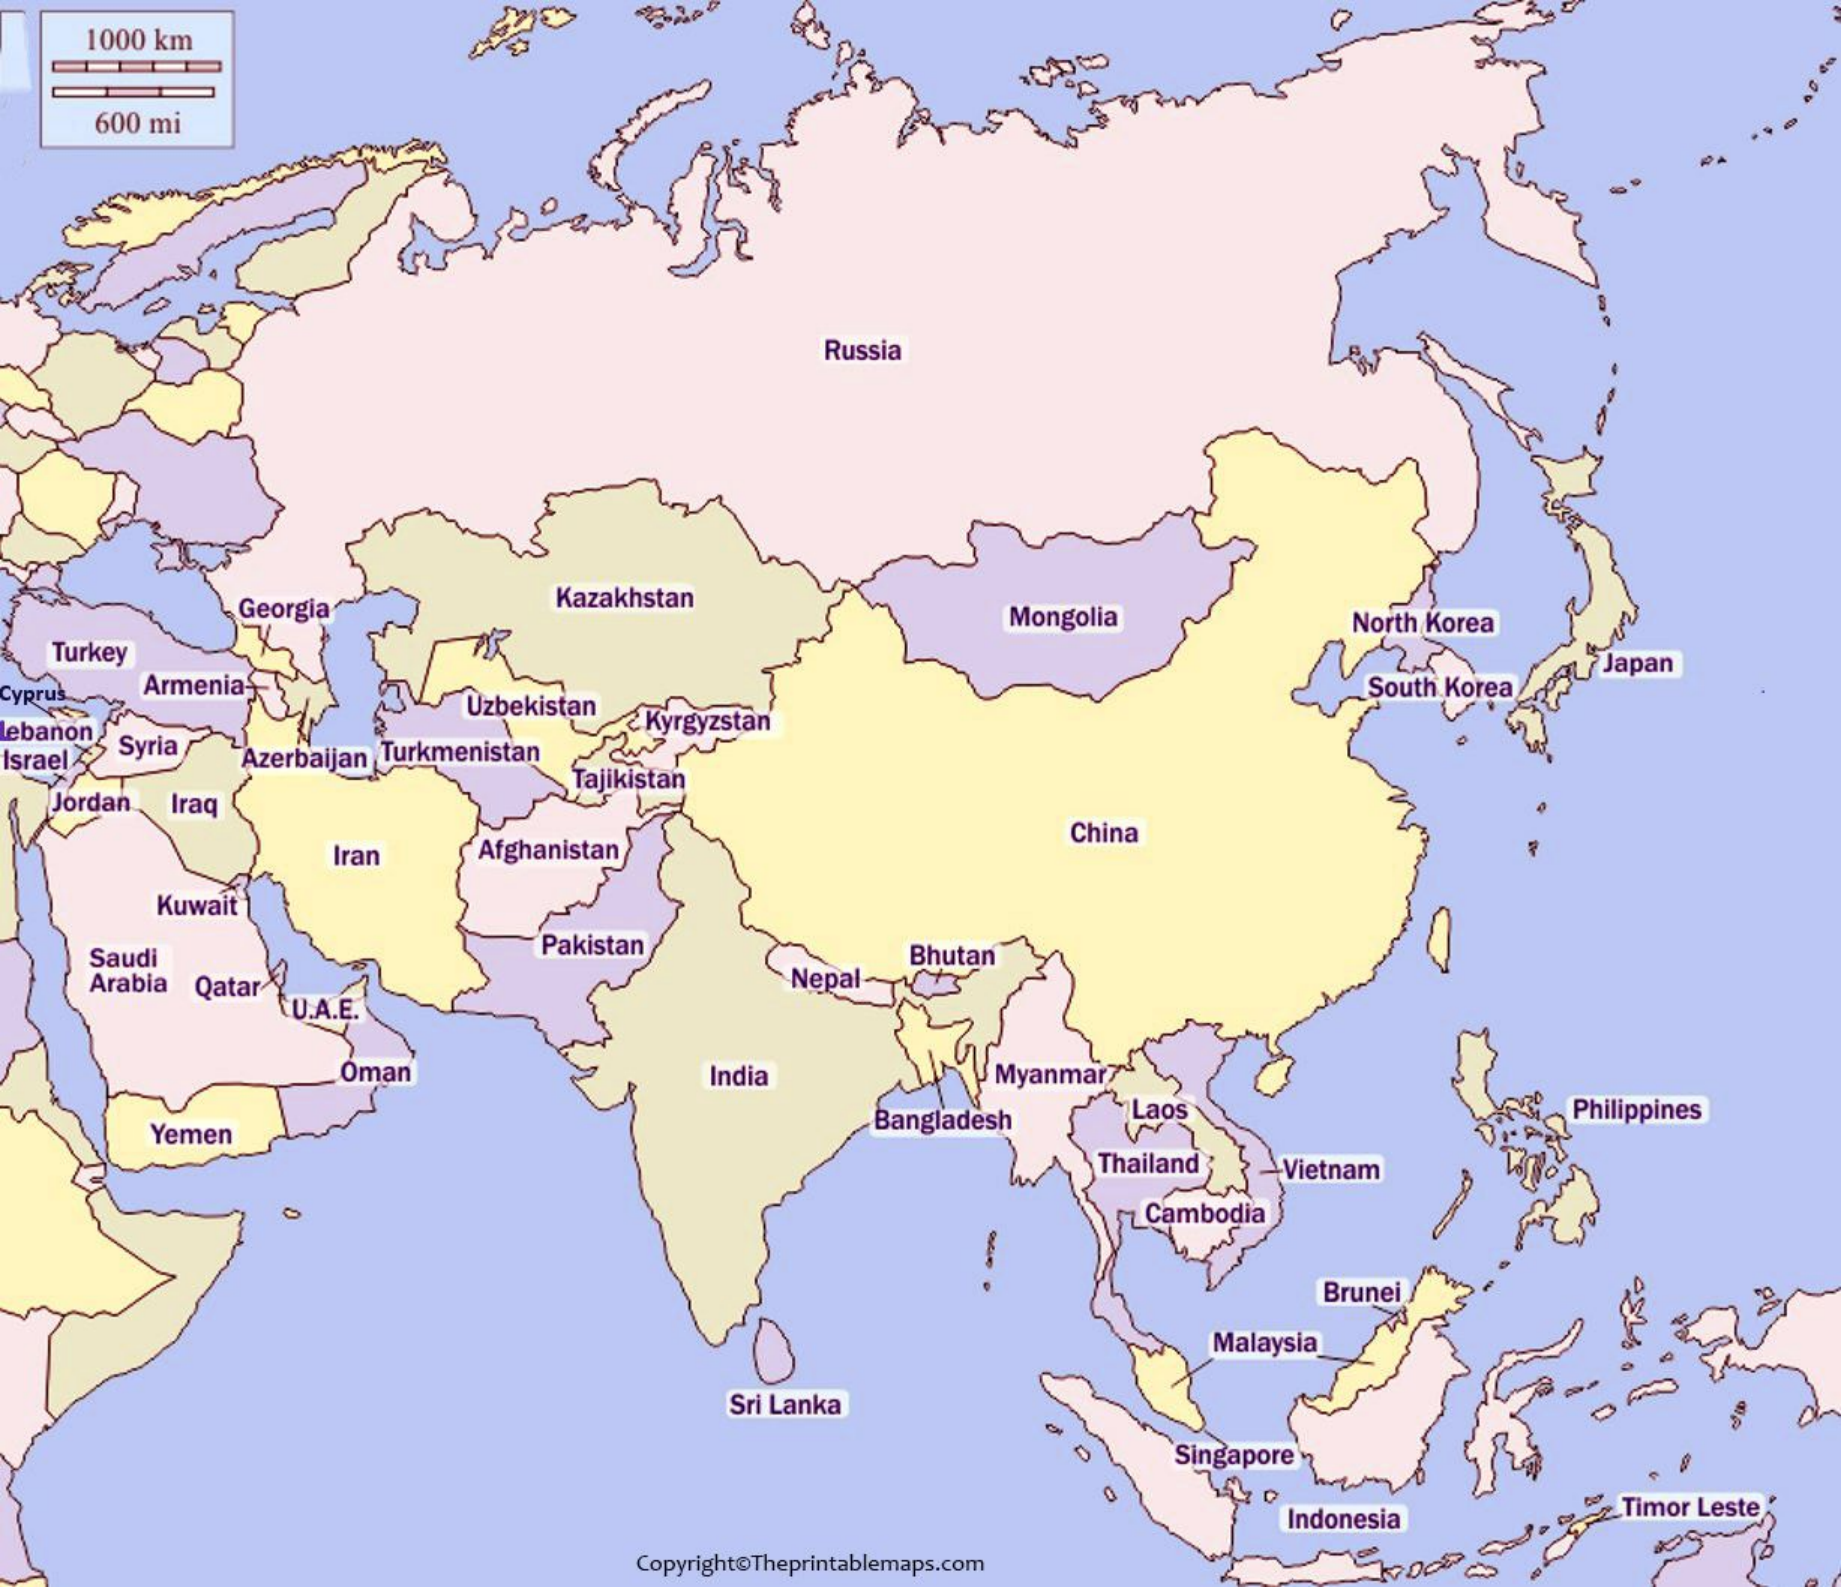 1000 km
600 mi
Russia
Kazakhstan
Georgia
Mongolia
North Korea
Turkey
Japan
Armenia
South Korea
Cyprus
Uzbekistan
Kyrgyzstan
Lebanon
Syria
Azerbaijan
Turkmenistan
Israel
Tajikistan
Jordan
Iraq
China
Iran
Afghanistan
Kuwait
Pakistan
Bhutan
Saudi
Arabia
Qatar
Nepal
U.A.E.
Oman
India
Myanmar
Laos
Philippines
Bangladesh
Yemen
Thailand
Vietnam
Cambodia
Brunei
Malaysia
Sri Lanka
Singapore
Timor Leste
Indonesia
Copyright©Theprintablemaps.com